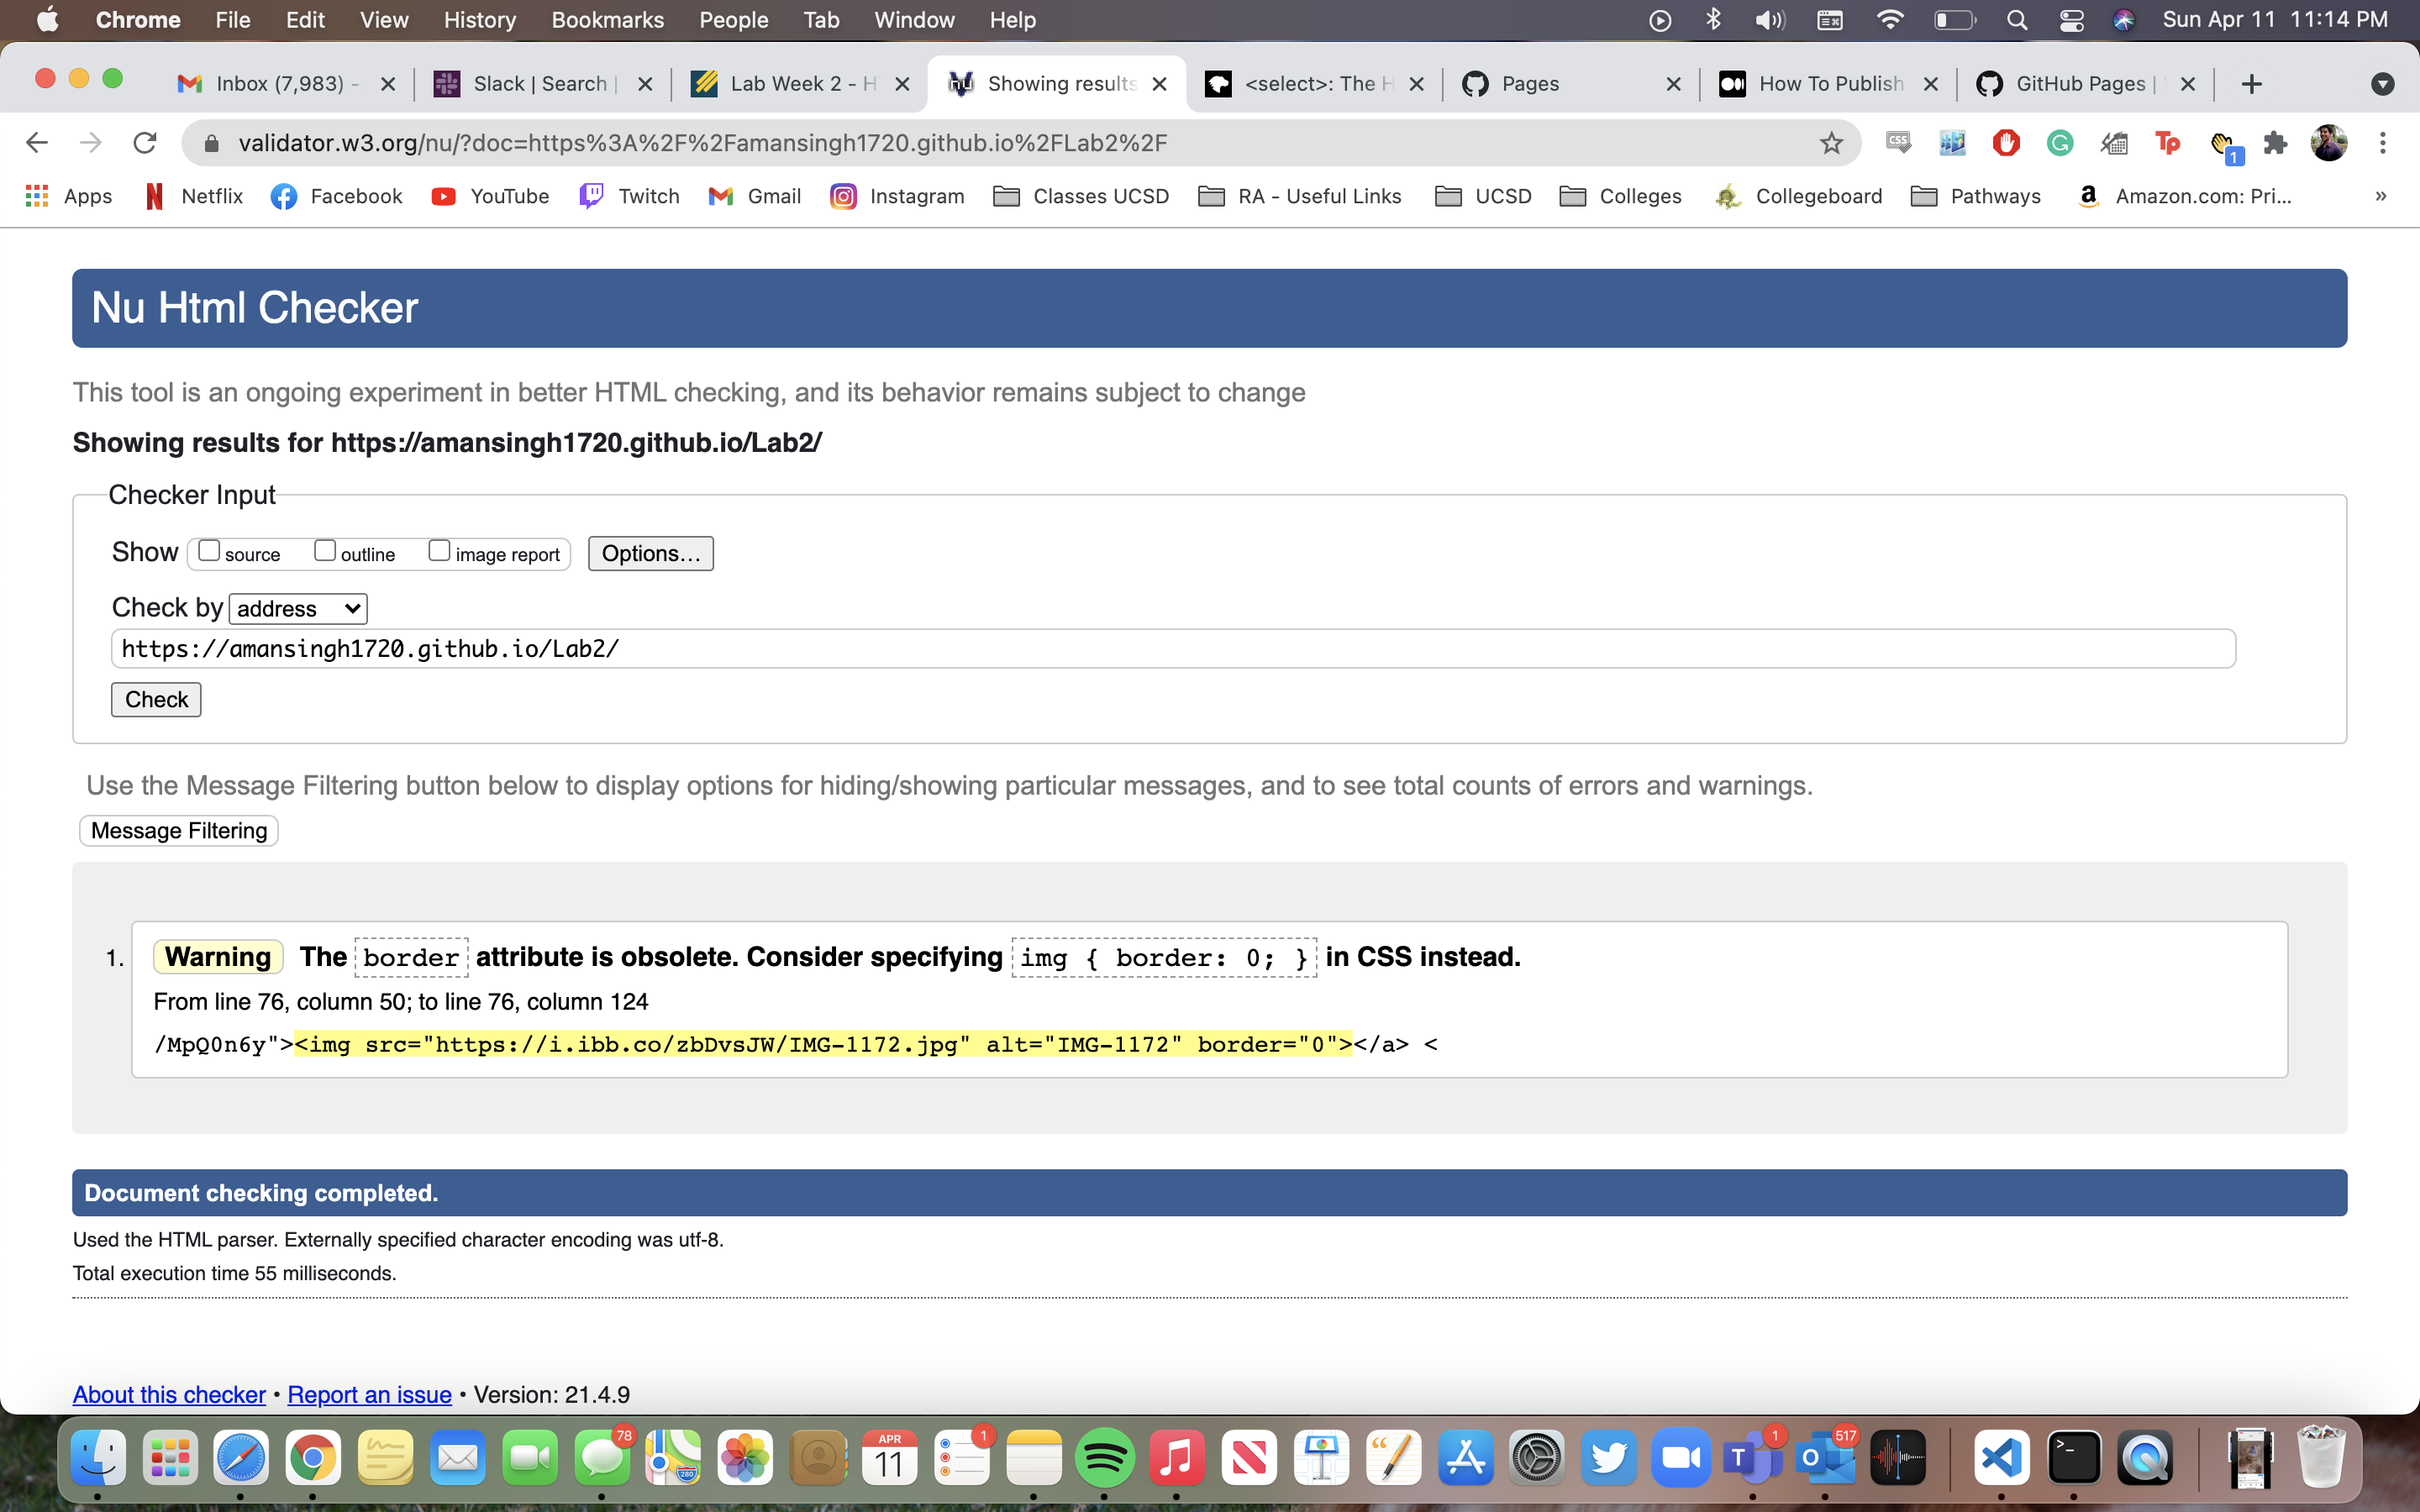 Chrome File Edit View History Bookmarks People Tab Window Help Sun Apr 11 11:14 PM
Inbox (7,983) - Slack | Search | Lab Week 2 - H Showing results <select>: The H Pages How To Publish GitHub Pages |
validator.w3.org/nu/?doc=https%3A%2F%2Famansingh1720.github.io%2FLab2%2F
css Tp 1
Apps Netflix Facebook YouTube Twitch Gmail Instagram Classes UCSD RA - Useful Links UCSD Colleges Collegeboard Pathways Amazon.com: Pri... »
Nu Html Checker
This tool is an ongoing experiment in better HTML checking, and its behavior remains subject to change
Showing results for https://amansingh1720.github.io/Lab2/
Checker Input
Show source outline image report Options...
Check by address
https://amansingh1720.github.io/Lab2/
Check
Use the Message Filtering button below to display options for hiding/showing particular messages, and to see total counts of errors and warnings.
Message Filtering
1. Warning The border attribute is obsolete. Consider specifying img { border: 0; } in CSS instead.
From line 76, column 50; to line 76, column 124
/MpQ0n6y"><img src="https://i.ibb.co/zbDvsJW/IMG-1172.jpg" alt="IMG-1172" border="0"></a> <
Document checking completed.
Used the HTML parser. Externally specified character encoding was utf-8.
Total execution time 55 milliseconds.
About this checker • Report an issue • Version: 21.4.9
78 280 APR 11 1 1 517